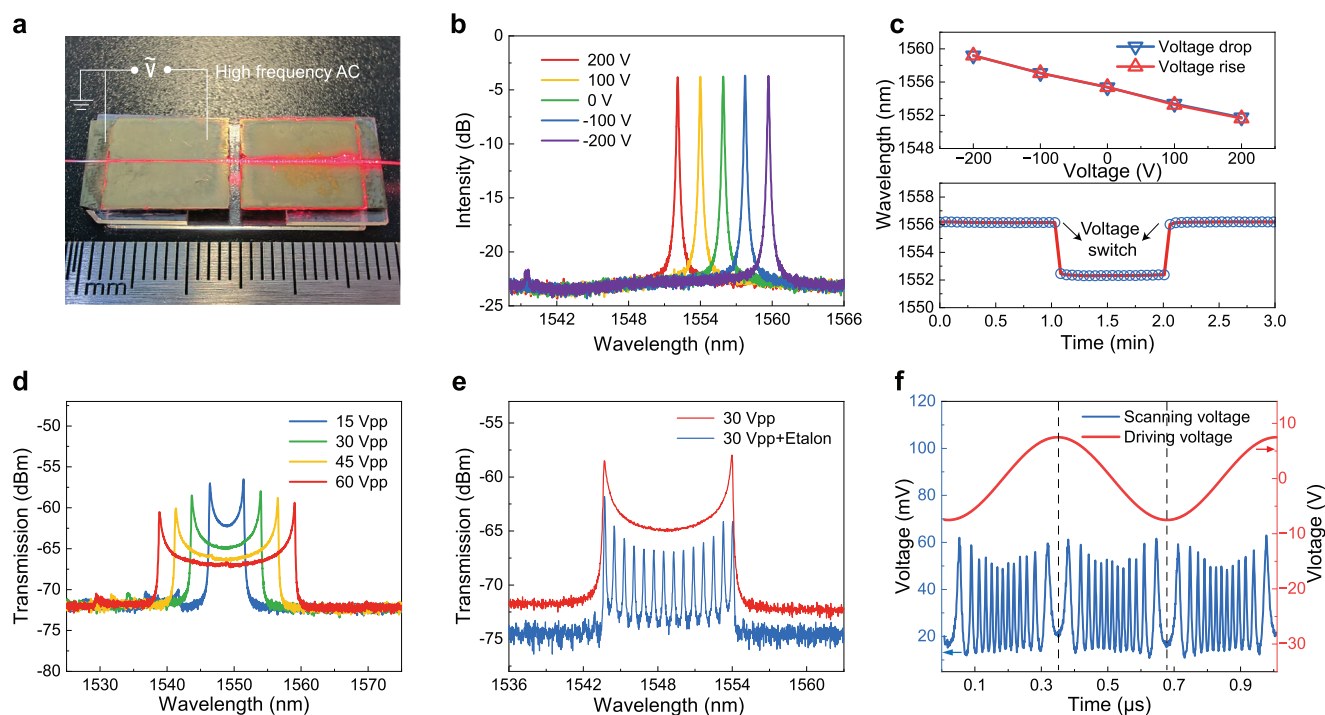 a
Ṽ
High frequency AC
mm
b
0
-5
-10
-15
-20
-25
Intensity (dB)
200 V
100 V
0 V
-100 V
-200 V
1542
1548
1554
1560
1566
Wavelength (nm)
c
1560
1556
1552
1548
Wavelength (nm)
Voltage drop
Voltage rise
−200
−100
0
100
200
Voltage (V)
1558
1556
1554
1552
1550
Voltage
switch
0.0
0.5
1.0
1.5
2.0
2.5
3.0
Time (min)
d
-50
-55
-60
-65
-70
-75
-80
Transmission (dBm)
15 Vpp
30 Vpp
45 Vpp
60 Vpp
1530
1540
1550
1560
1570
Wavelength (nm)
e
-55
-65
-75
Transmission (dBm)
30 Vpp
30 Vpp+Etalon
1536
1542
1548
1554
1560
Wavelength (nm)
f
120
100
80
60
40
20
Voltage (mV)
Scanning voltage
Driving voltage
10
0
−10
−20
−30
Vloctage (V)
0.1
0.3
0.5
0.7
0.9
Time (μs)